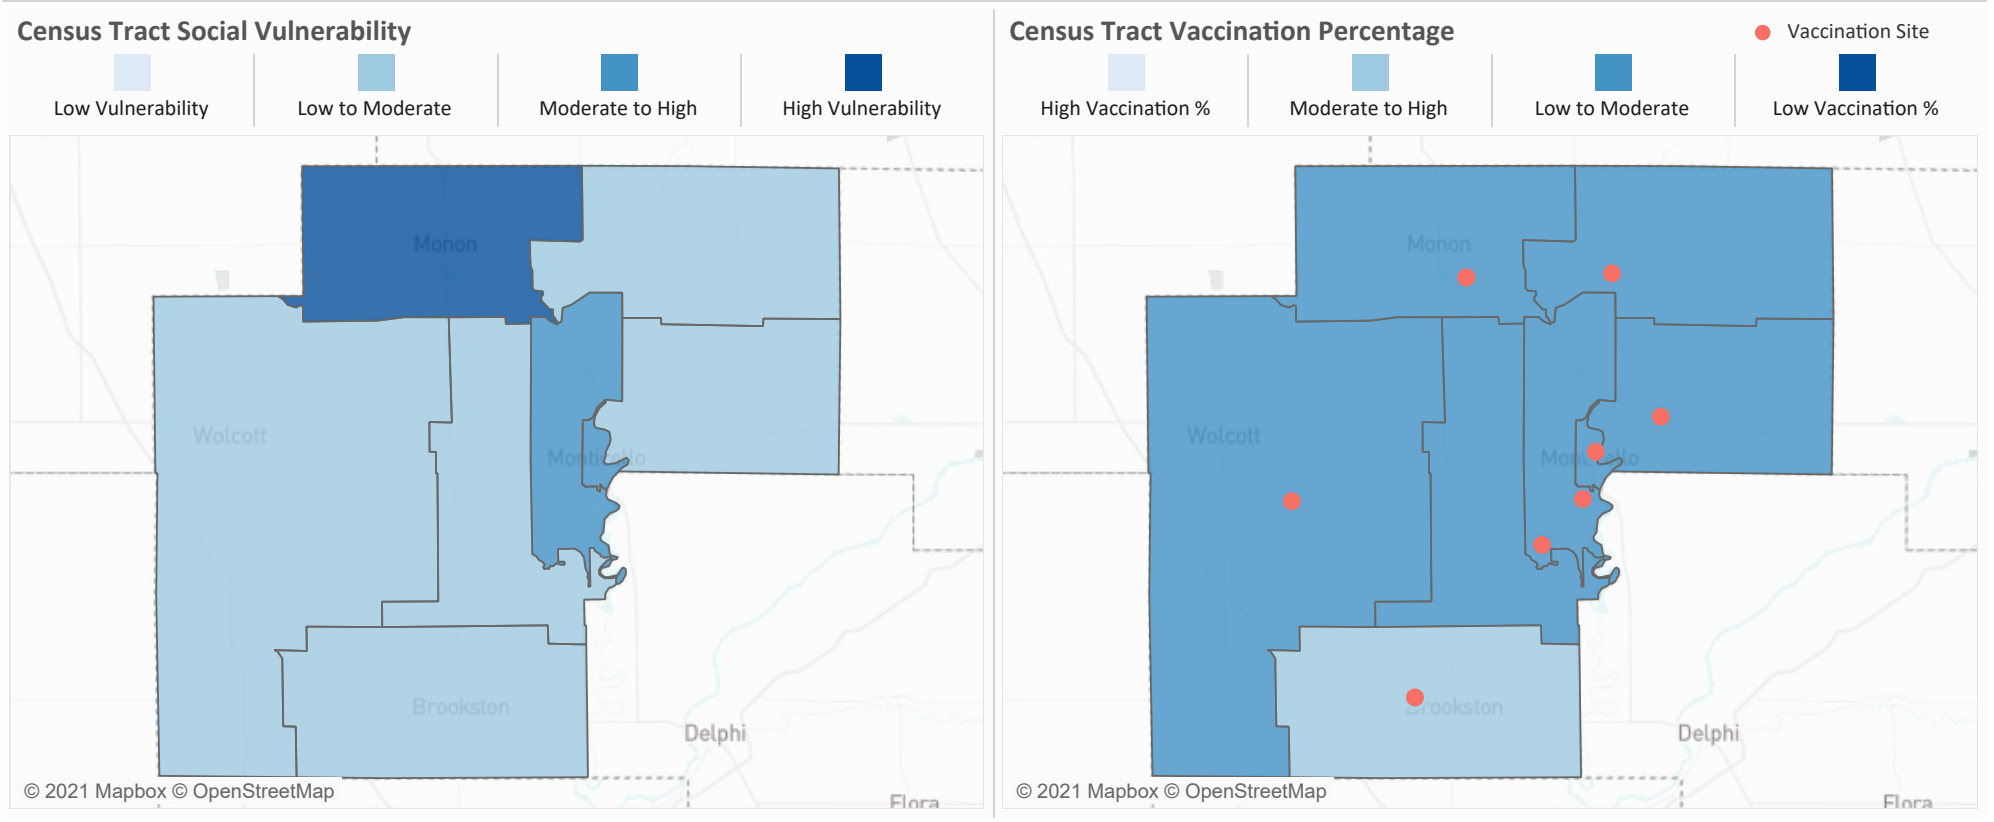 Census Tract Social Vulnerability
Low Vulnerability
Low to Moderate
Moderate to High
High Vulnerability
Monon
Wolcott
Monticello
Brookston
Delphi
Flora
© 2021 Mapbox © OpenStreetMap
Census Tract Vaccination Percentage
Vaccination Site
High Vaccination %
Moderate to High
Low to Moderate
Low Vaccination %
Monon
Wolcott
Monticello
Brookston
Delphi
Flora
© 2021 Mapbox © OpenStreetMap